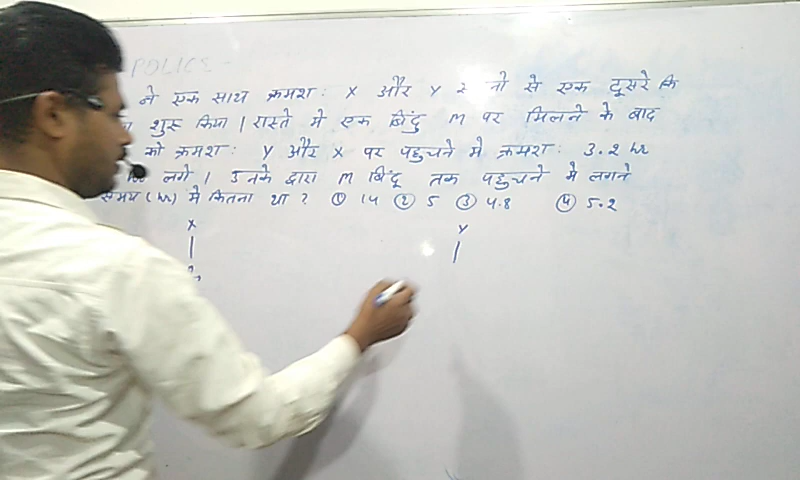 POLICE -
ने एक साथ क्रमश: X और Y से नो से एक दूसरे कि
शुरू किया | रास्ते मे एक बिंदु M पर मिलने के बाद
को क्रमश: Y और X पर पहुचने मे क्रमश: 3.2 hr
लगे | उनके द्वारा M बिंदू तक पहुचने मे लगने
समय (hr) मे कितना था ? ① 14 ② 5 ③ 4.8 ④ 5.2
X Y